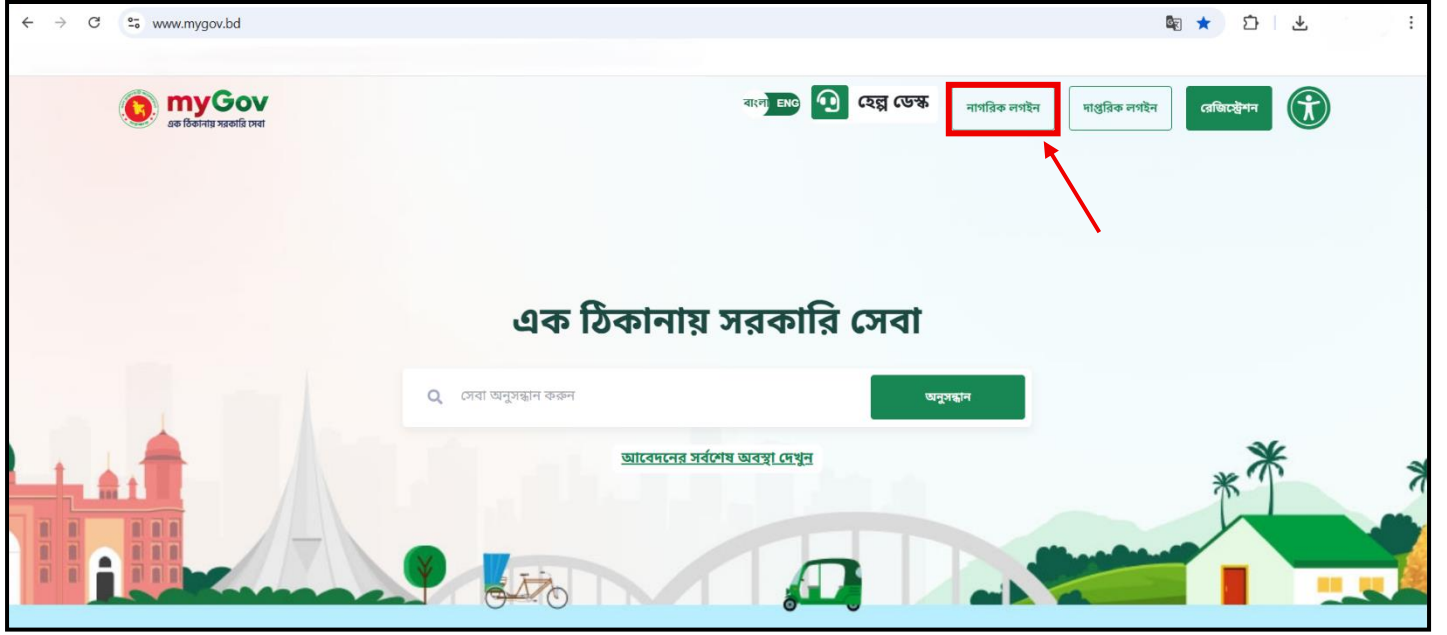 www.mygov.bd
myGov
এক ঠিকানায় সরকারি সেবা
বাংলা ENG
হেল্প ডেস্ক
নাগরিক লগইন
দাপ্তরিক লগইন
রেজিস্ট্রেশন
এক ঠিকানায় সরকারি সেবা
সেবা অনুসন্ধান করুন
অনুসন্ধান
আবেদনের সর্বশেষ অবস্থা দেখুন